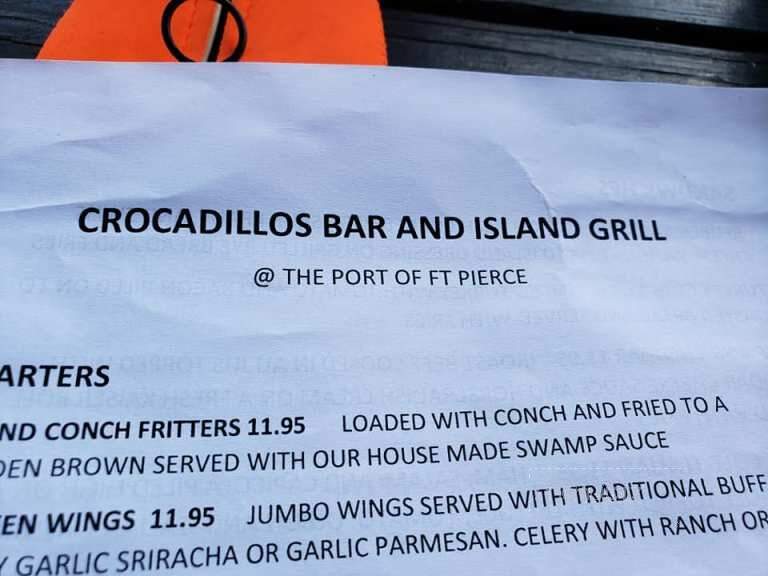 CROCADILLOS BAR AND ISLAND GRILL
@ THE PORT OF FT PIERCE
ARTERS
ND CONCH FRITTERS 11.95 LOADED WITH CONCH AND FRIED TO A
DEN BROWN SERVED WITH OUR HOUSE MADE SWAMP SAUCE
EN WINGS 11.95 JUMBO WINGS SERVED WITH TRADITIONAL BUFF
Y GARLIC SRIRACHA OR GARLIC PARMESAN. CELERY WITH RANCH OR